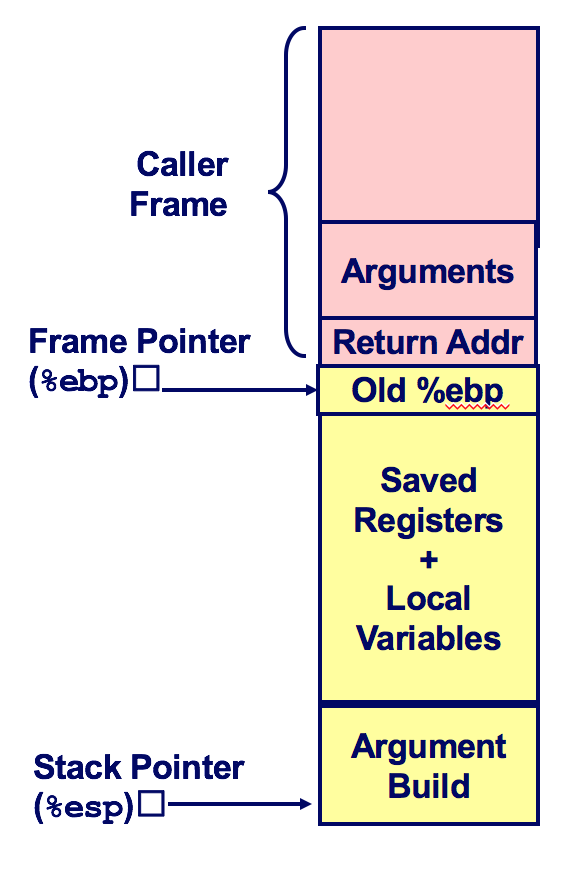 Caller
Frame
Arguments
Return Addr
Frame Pointer
(%ebp)□
Old %ebp
Saved
Registers
+
Local
Variables
Argument
Build
Stack Pointer
(%esp)□